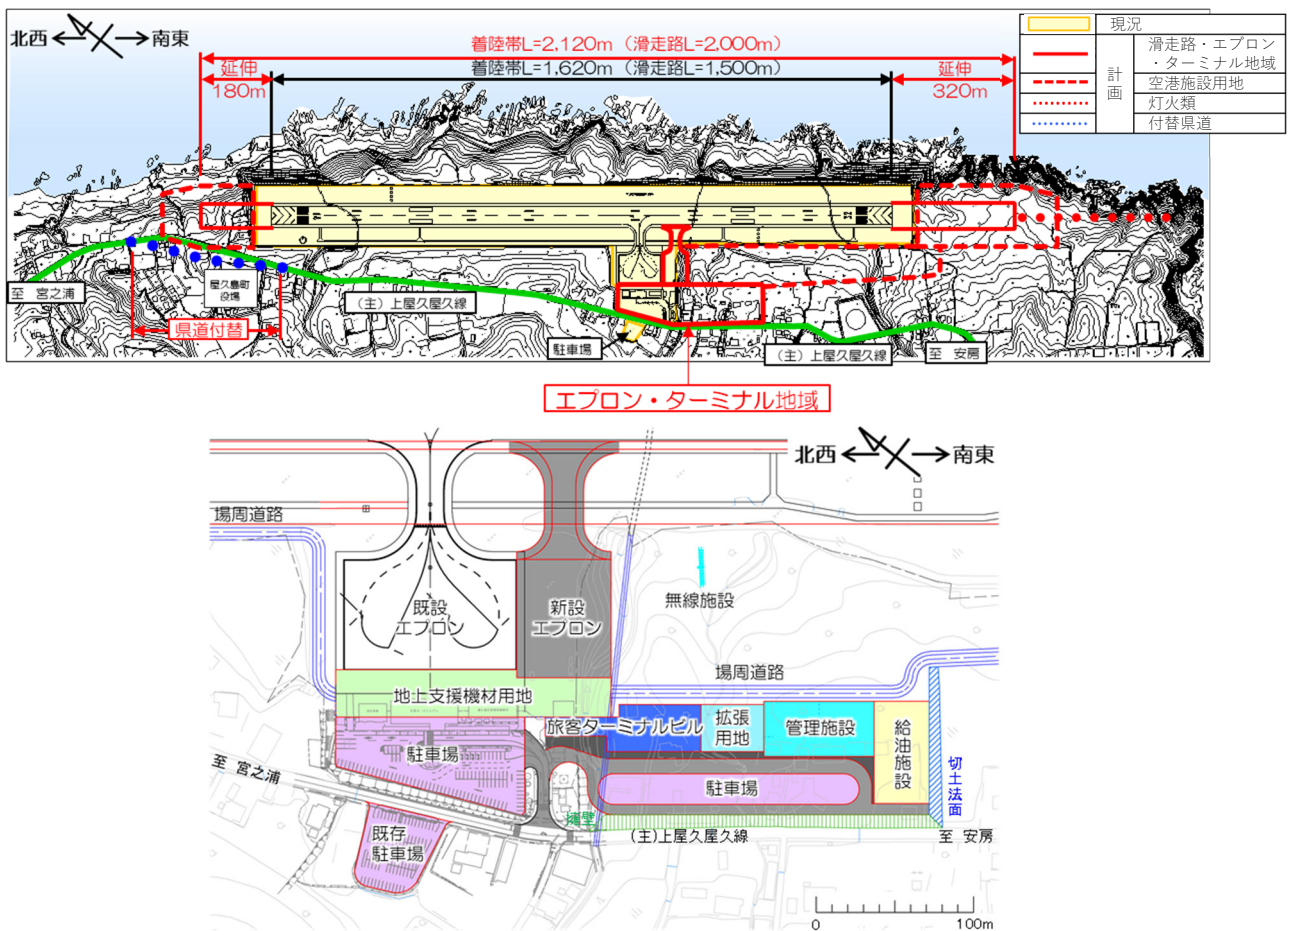 北西
南東
着陸帯L=2,120m（滑走路L=2,000m）
延伸
180m
着陸帯L=1,620m（滑走路L=1,500m）
延伸
320m
現況
計画
滑走路・エプロン
・ターミナル地域
空港施設用地
灯火類
付替県道
至　宮之浦
屋久島町
役場
県道付替
（主）上屋久屋久線
駐車場
（主）上屋久屋久線
至　安房
エプロン・ターミナル地域
北西
南東
場周道路
既設
エプロン
新設
エプロン
無線施設
場周道路
地上支援機材用地
旅客ターミナルビル
拡張
用地
管理施設
給油施設
切土法面
駐車場
駐車場
至　宮之浦
擁壁
(主)上屋久屋久線
至　安房
既存
駐車場
0
100m